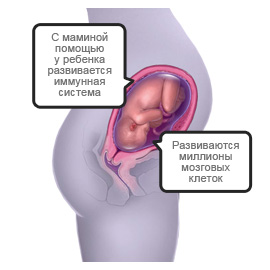 С маминой
помощью
у ребенка
развивается
иммунная
система
Развиваются
миллионы
мозговых
клеток